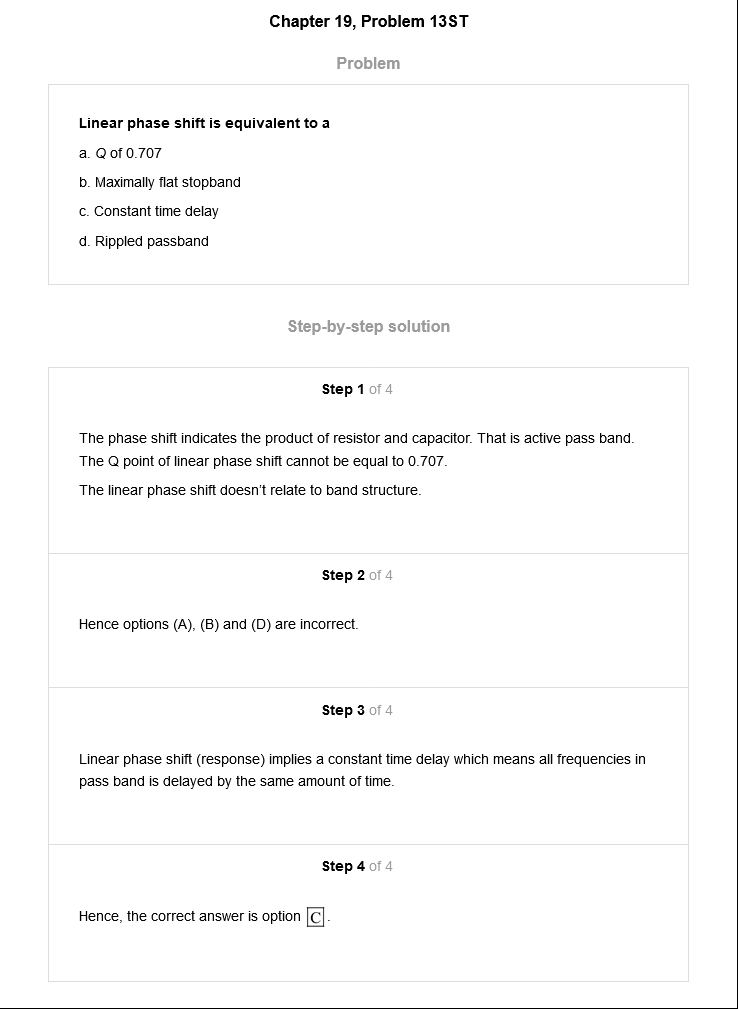 Chapter 19, Problem 13ST
Problem
Linear phase shift is equivalent to a
a. Q of 0.707
b. Maximally flat stopband
c. Constant time delay
d. Rippled passband
Step-by-step solution
Step 1 of 4
The phase shift indicates the product of resistor and capacitor. That is active pass band.
The Q point of linear phase shift cannot be equal to 0.707.
The linear phase shift doesn't relate to band structure.
Step 2 of 4
Hence options (A), (B) and (D) are incorrect.
Step 3 of 4
Linear phase shift (response) implies a constant time delay which means all frequencies in
pass band is delayed by the same amount of time.
Step 4 of 4
Hence, the correct answer is option C.